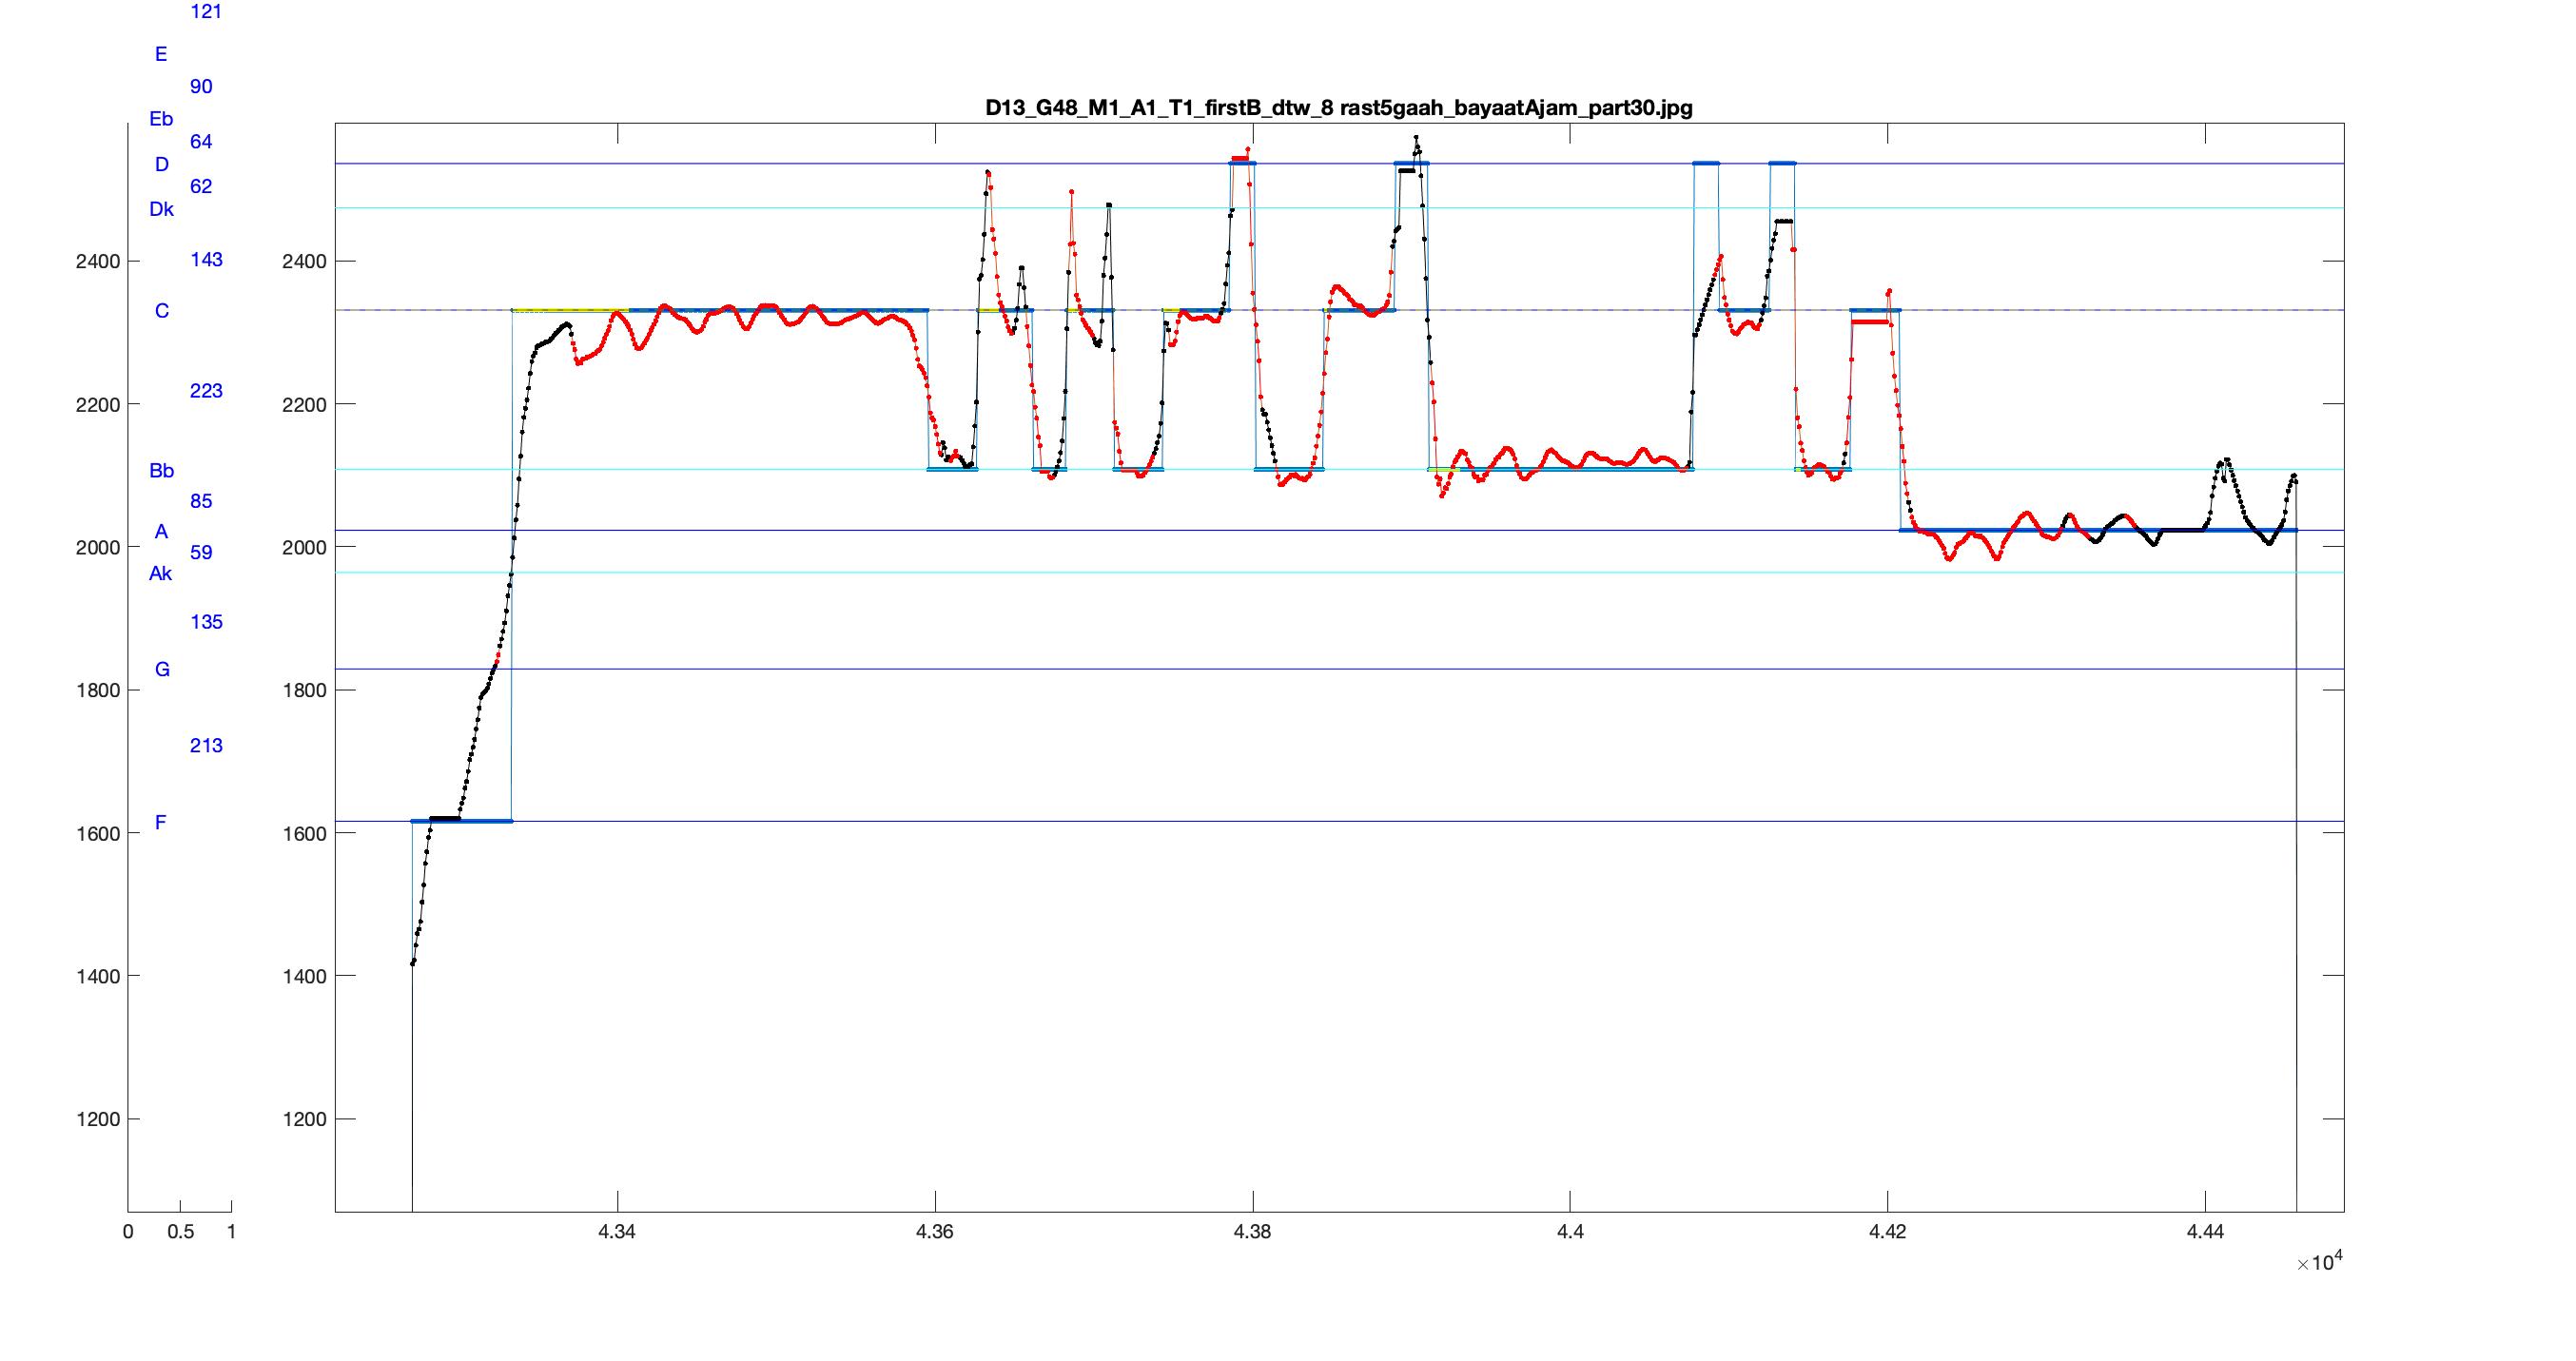 121
E
90
D13_G48_M1_A1_T1_firstB_dtw_8 rast5gaah_bayaatAjam_part30.jpg
Eb
64
D
62
Dk
2400 143 2400
C
223
2200 2200
Bb
85
A
2000 59 2000
Ak
135
G
1800 1800
213
F
1600 1600
1400 1400
1200 1200
0 0.5 1 4.34 4.36 4.38 4.4 4.42 4.44
×10⁴